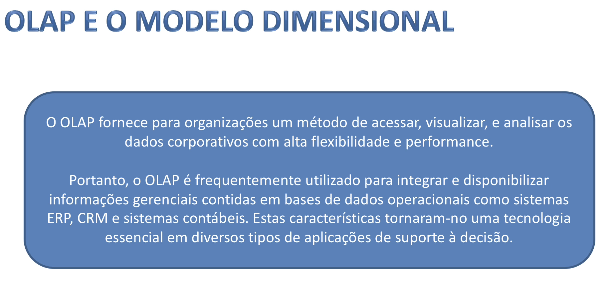 OLAP E O MODELO DIMENSIONAL
O OLAP fornece para organizações um método de acessar, visualizar, e analisar os
dados corporativos com alta flexibilidade e performance.
Portanto, o OLAP é frequentemente utilizado para integrar e disponibilizar
informações gerenciais contidas em bases de dados operacionais como sistemas
ERP, CRM e sistemas contábeis. Estas características tornaram-no uma tecnologia
essencial em diversos tipos de aplicações de suporte à decisão.